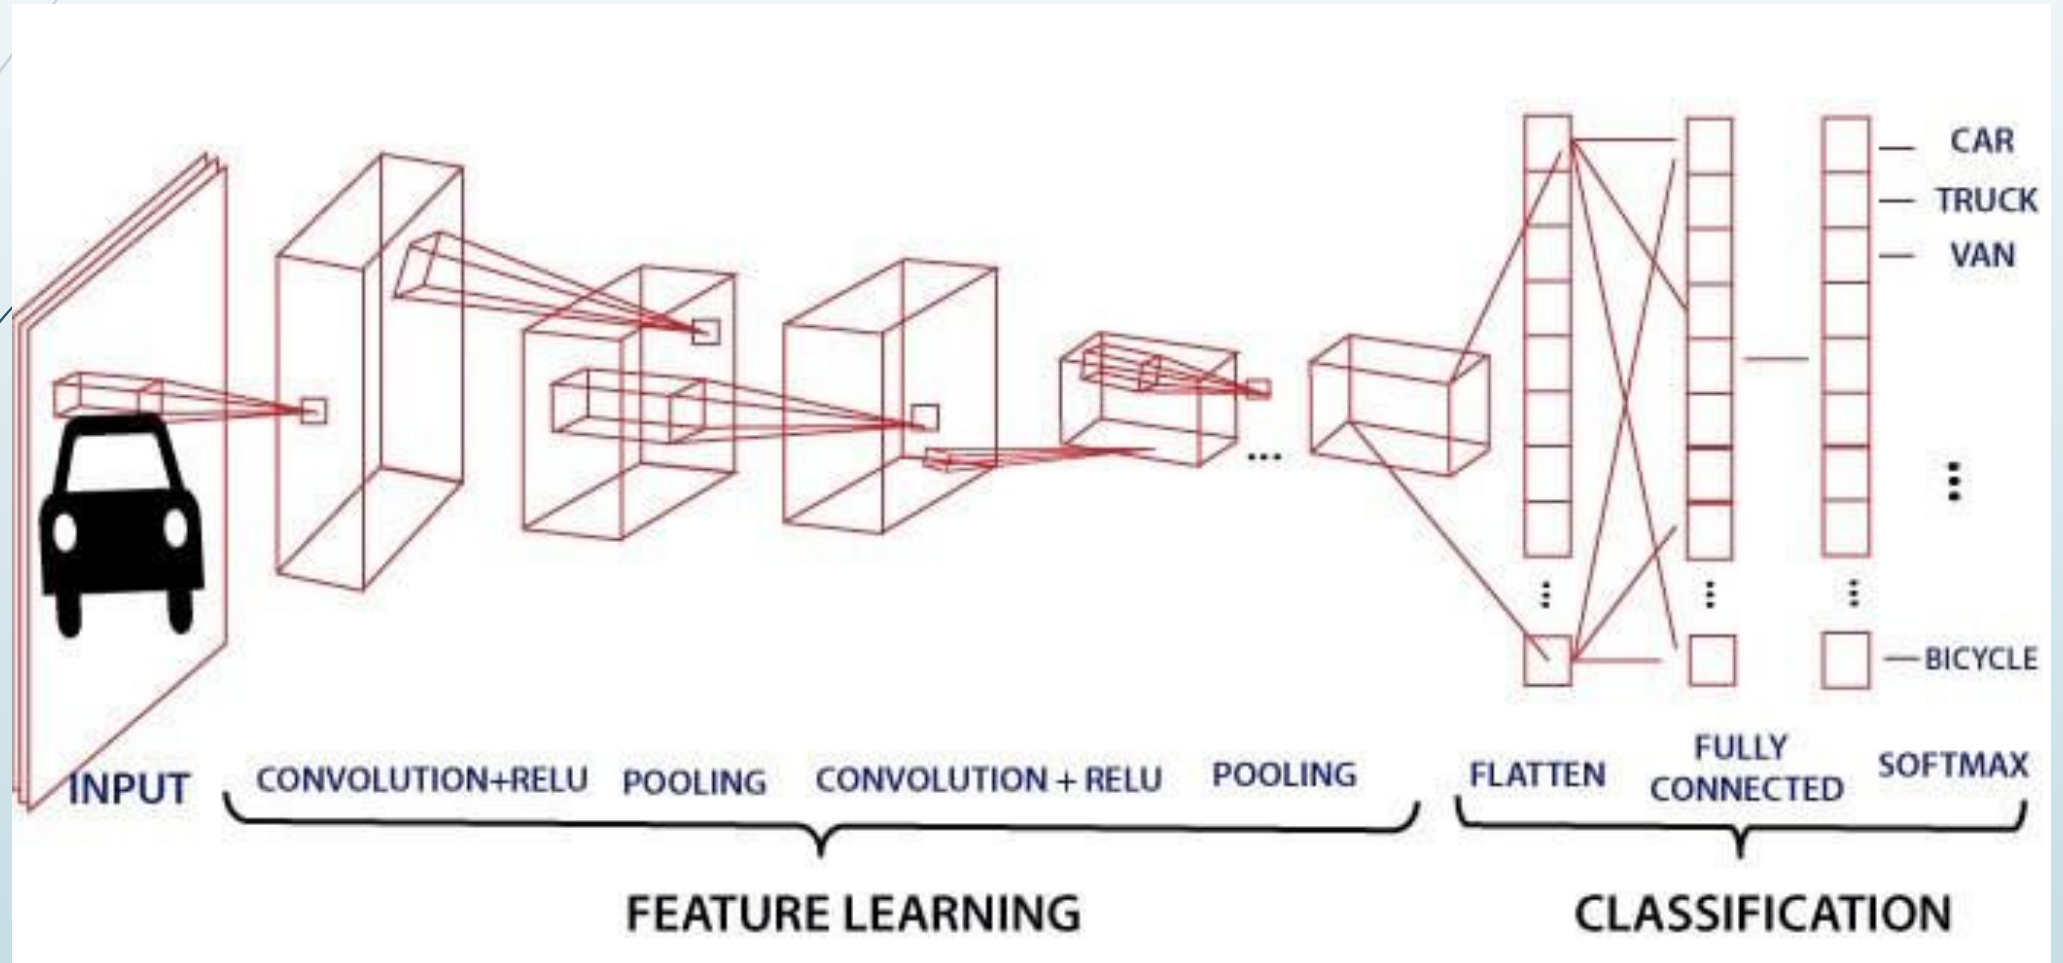 CAR
TRUCK
VAN
...
⋮
⋮
⋮
⋮
BICYCLE
INPUT
CONVOLUTION+RELU
POOLING
CONVOLUTION + RELU
POOLING
FLATTEN
FULLY
CONNECTED
SOFTMAX
FEATURE LEARNING
CLASSIFICATION